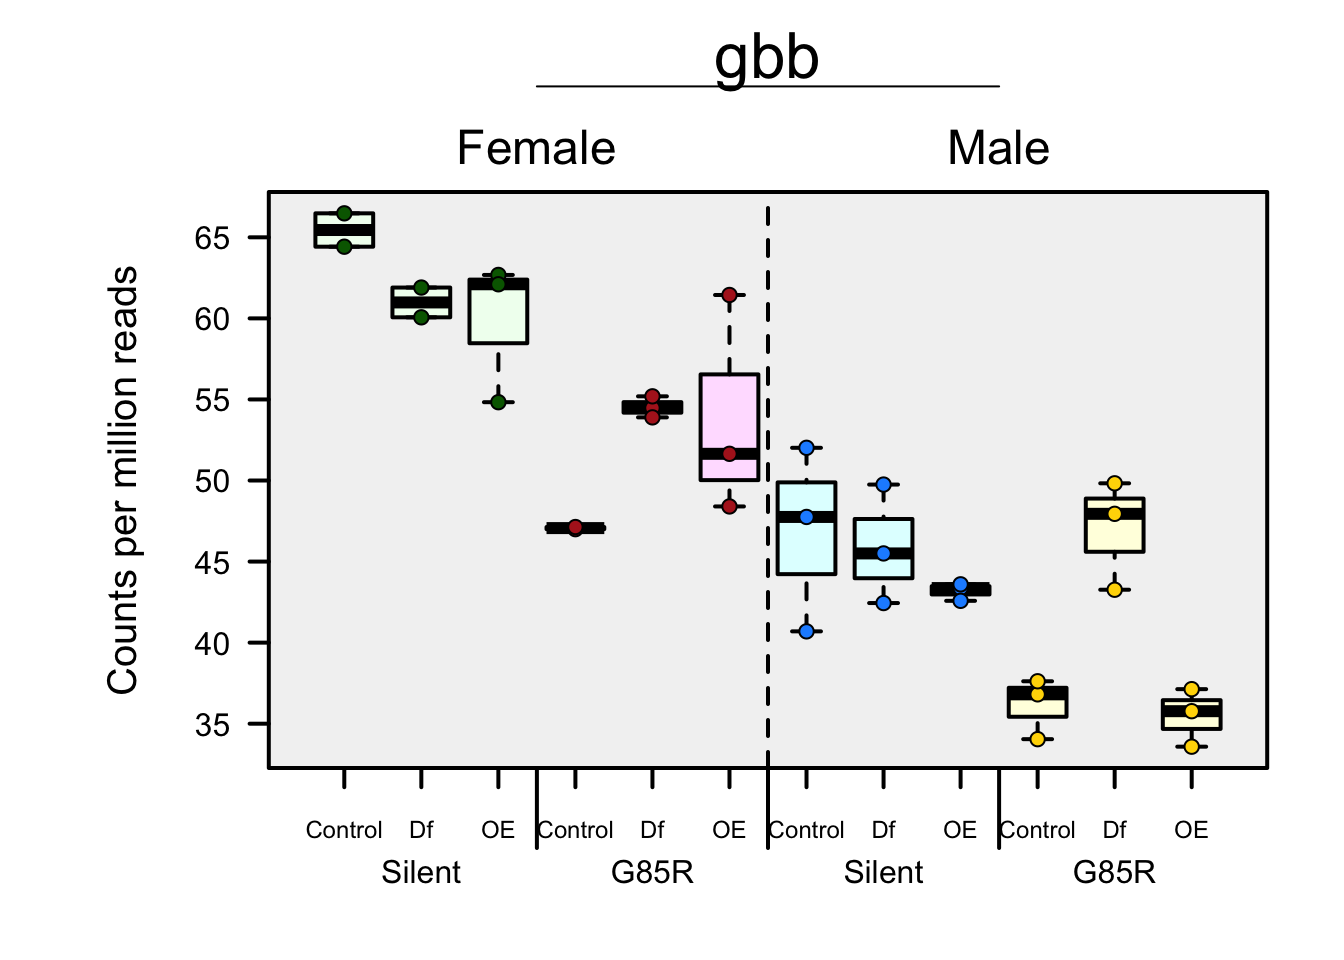 gbb
Female Male
Counts per million reads
65
60
55
50
45
40
35
Control Df OE Control Df OE Control Df OE Control Df OE
Silent G85R Silent G85R